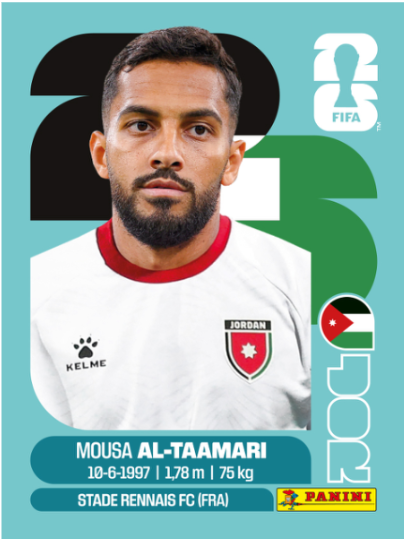 26
FIFA
JORDAN
KELME
JOR
MOUSA AL-TAAMARI
10-6-1997 | 1,78 m | 75 kg
STADE RENNAIS FC (FRA)
PANINI